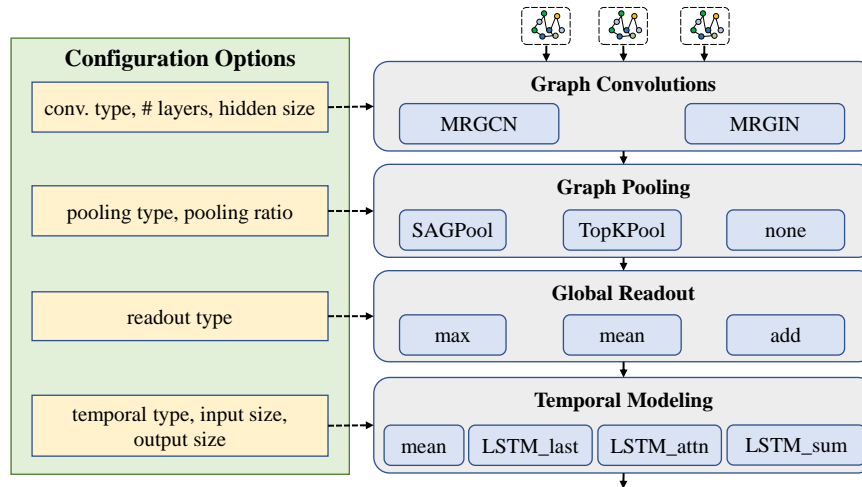 Configuration Options
conv. type, # layers, hidden size
pooling type, pooling ratio
readout type
temporal type, input size,
output size
Graph Convolutions
MRGCN MRGIN
Graph Pooling
SAGPool TopKPool none
Global Readout
max mean add
Temporal Modeling
mean LSTM_last LSTM_attn LSTM_sum